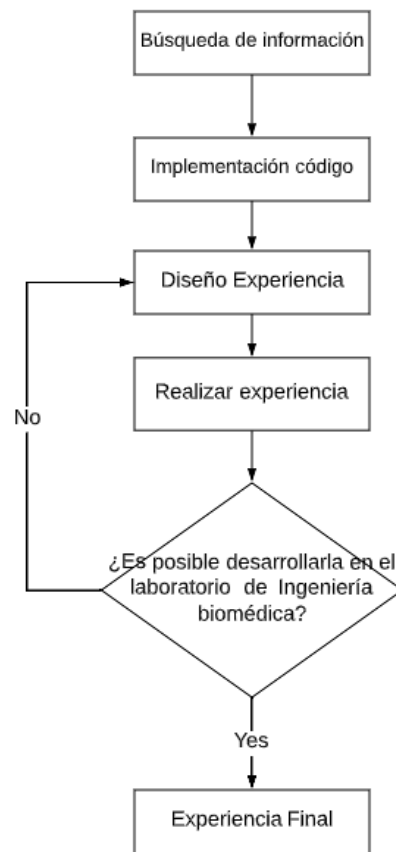 Búsqueda de información
Implementación código
Diseño Experiencia
Realizar experiencia
No
¿Es posible desarrollarla en el
laboratorio de Ingeniería
biomédica?
Yes
Experiencia Final